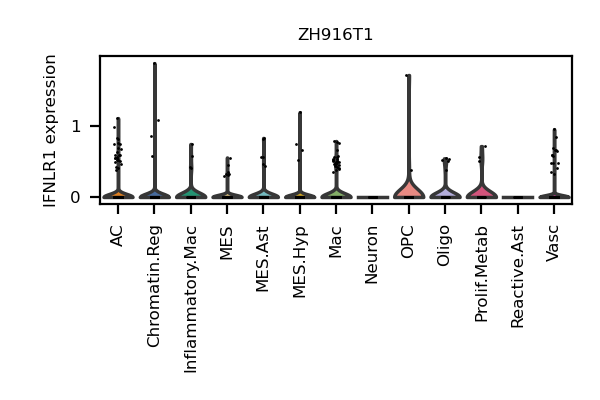 ZH916T1
IFNLR1 expression
1
0
AC
Chromatin.Reg
Inflammatory.Mac
MES
MES.Ast
MES.Hyp
Mac
Neuron
OPC
Oligo
Prolif.Metab
Reactive.Ast
Vasc